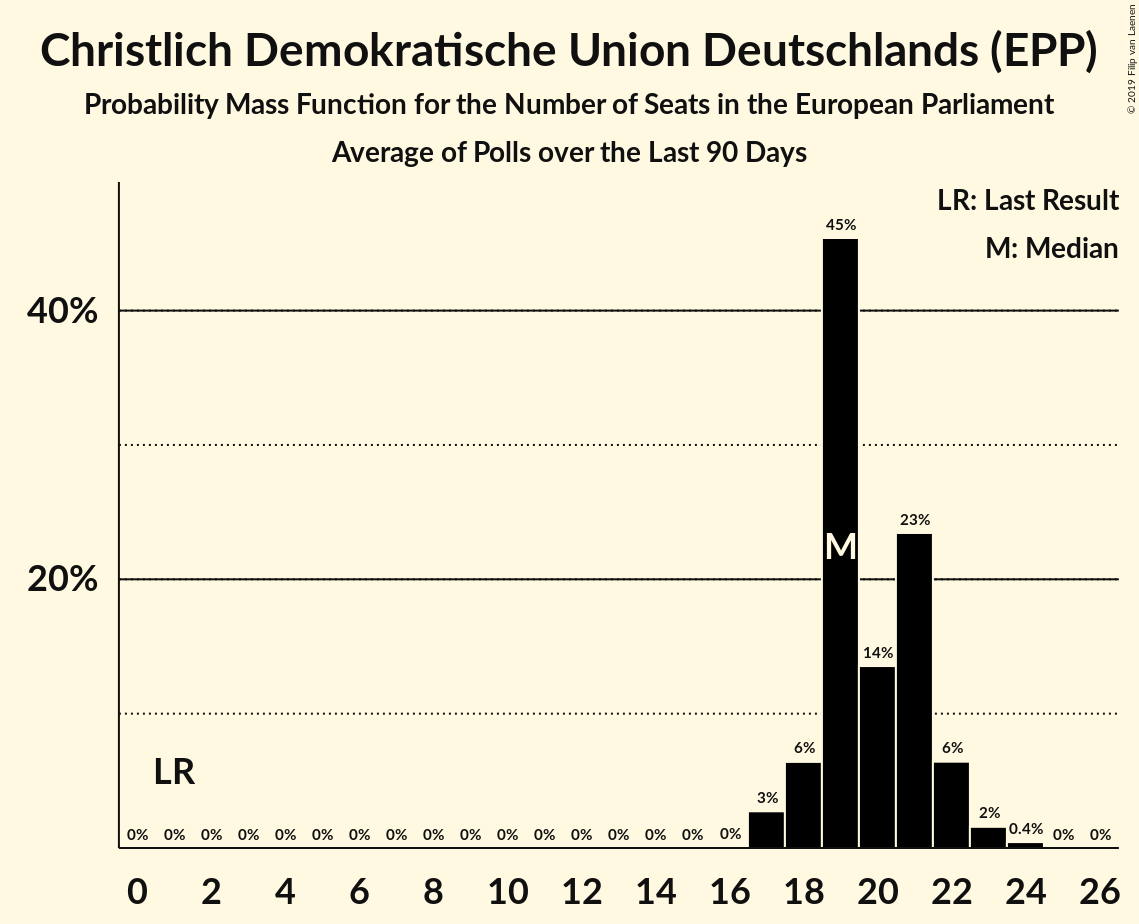 Christlich Demokratische Union Deutschlands (EPP)
Probability Mass Function for the Number of Seats in the European Parliament
Average of Polls over the Last 90 Days
© 2019 Filip van Laenen
LR: Last Result
M: Median
45%
40%
23%
M
20%
14%
LR
6%
6%
3%
2%
0% 0% 0% 0% 0% 0% 0% 0% 0% 0% 0% 0% 0% 0% 0% 0% 0% 0.4% 0% 0%
0 2 4 6 8 10 12 14 16 18 20 22 24 26